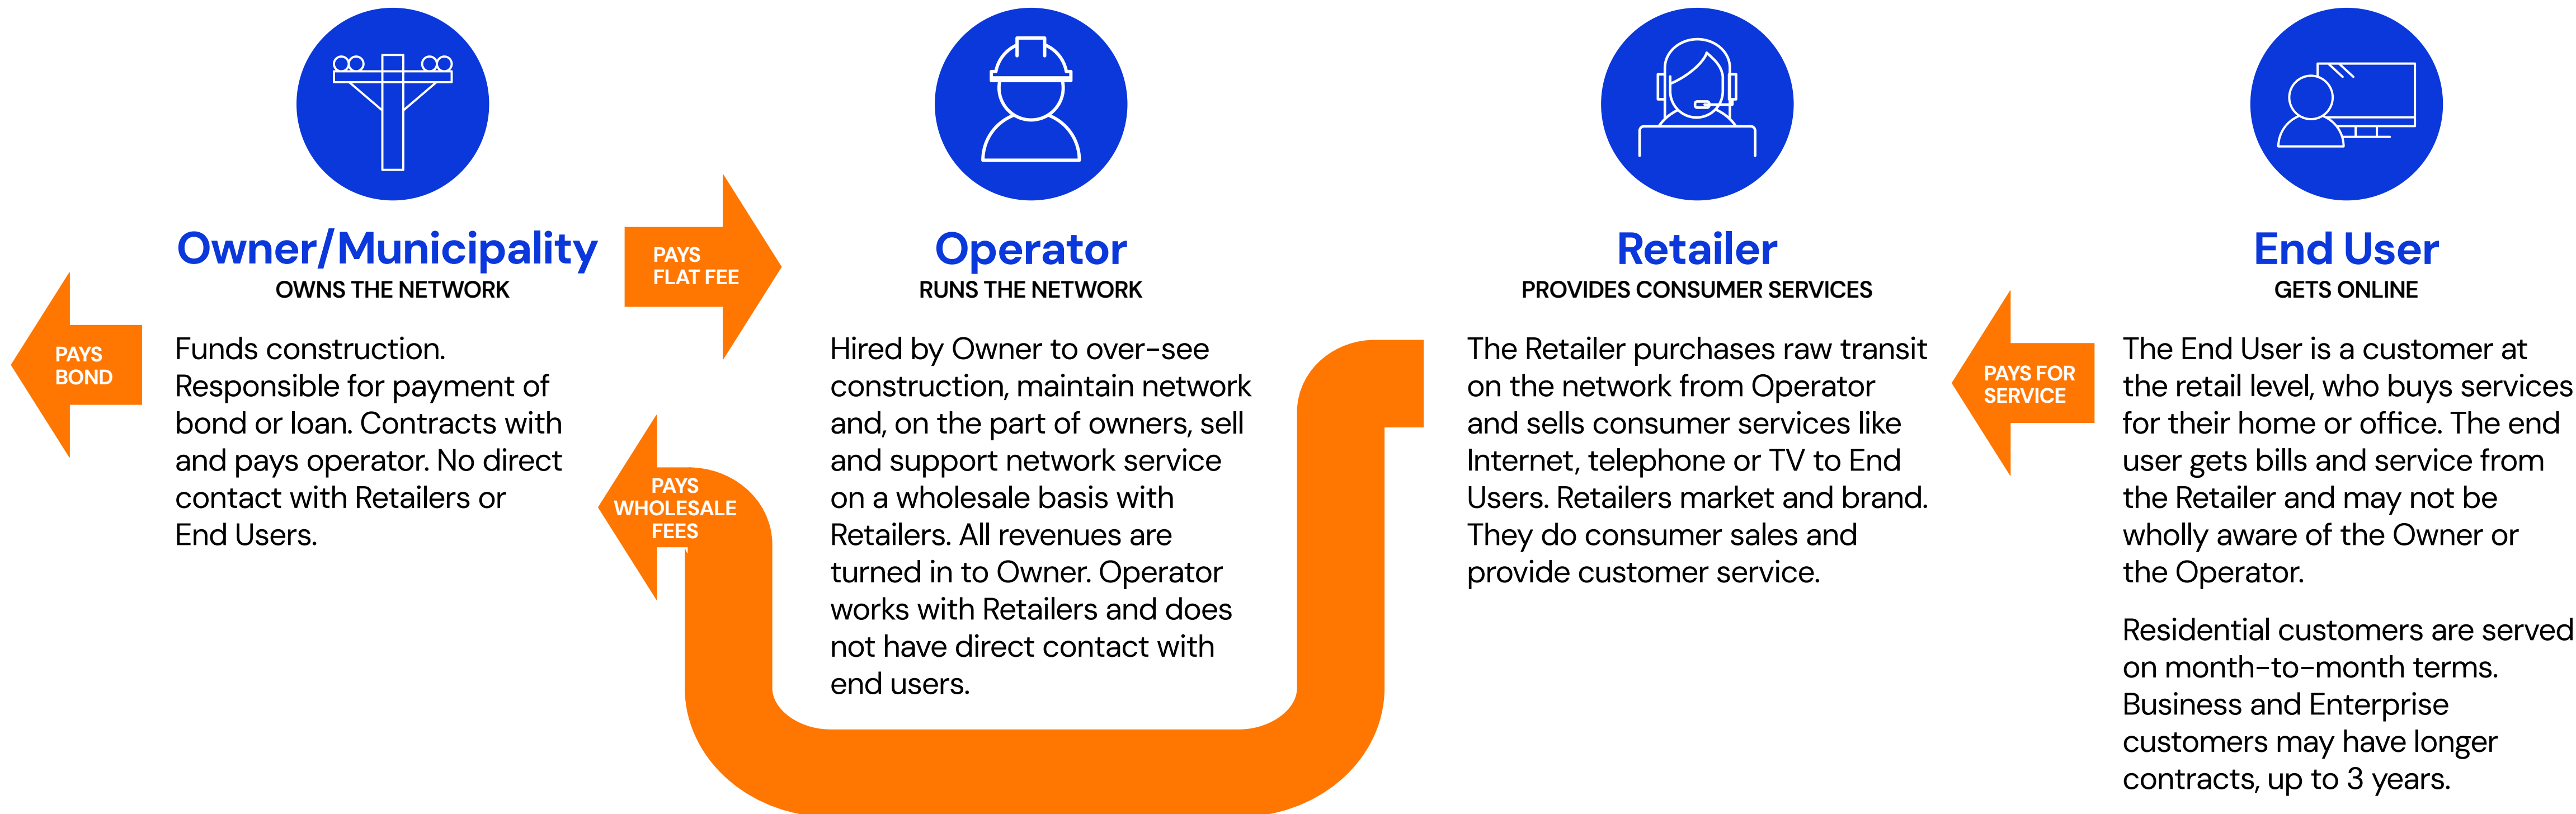 PAYS
BOND
Owner/Municipality
OWNS THE NETWORK
Funds construction.
Responsible for payment of
bond or loan. Contracts with
and pays operator. No direct
contact with Retailers or
End Users.
PAYS
FLAT FEE
PAYS
WHOLESALE
FEES
Operator
RUNS THE NETWORK
Hired by Owner to over-see
construction, maintain network
and, on the part of owners, sell
and support network service
on a wholesale basis with
Retailers. All revenues are
turned in to Owner. Operator
works with Retailers and does
not have direct contact with
end users.
Retailer
PROVIDES CONSUMER SERVICES
The Retailer purchases raw transit
on the network from Operator
and sells consumer services like
Internet, telephone or TV to End
Users. Retailers market and brand.
They do consumer sales and
provide customer service.
PAYS FOR
SERVICE
End User
GETS ONLINE
The End User is a customer at
the retail level, who buys services
for their home or office. The end
user gets bills and service from
the Retailer and may not be
wholly aware of the Owner or
the Operator.
Residential customers are served
on month-to-month terms.
Business and Enterprise
customers may have longer
contracts, up to 3 years.